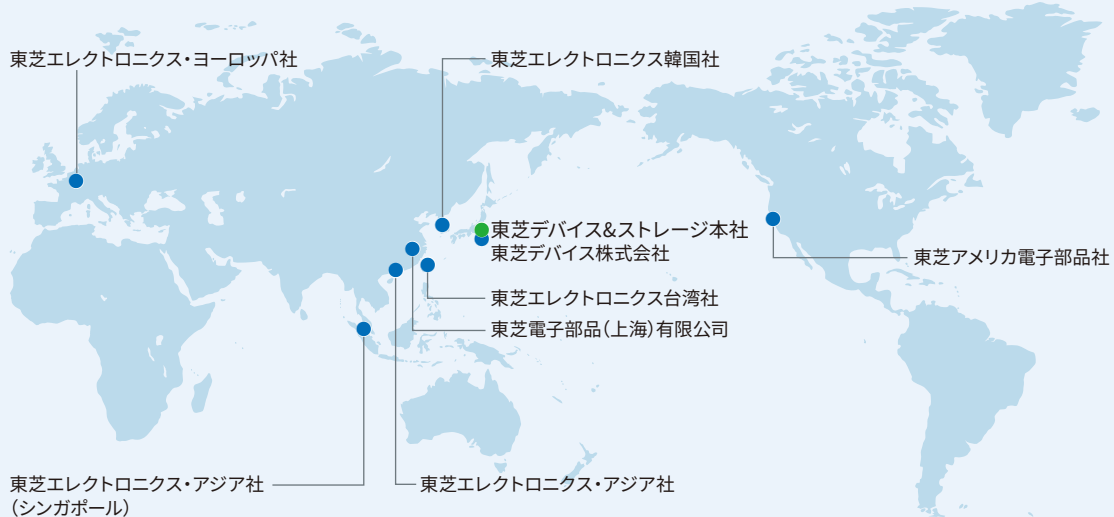 東芝エレクトロニクス・ヨーロッパ社
東芝エレクトロニクス韓国社
東芝デバイス&ストレージ本社
東芝デバイス株式会社
東芝アメリカ電子部品社
東芝エレクトロニクス台湾社
東芝電子部品(上海)有限公司
東芝エレクトロニクス・アジア社
(シンガポール)
東芝エレクトロニクス・アジア社